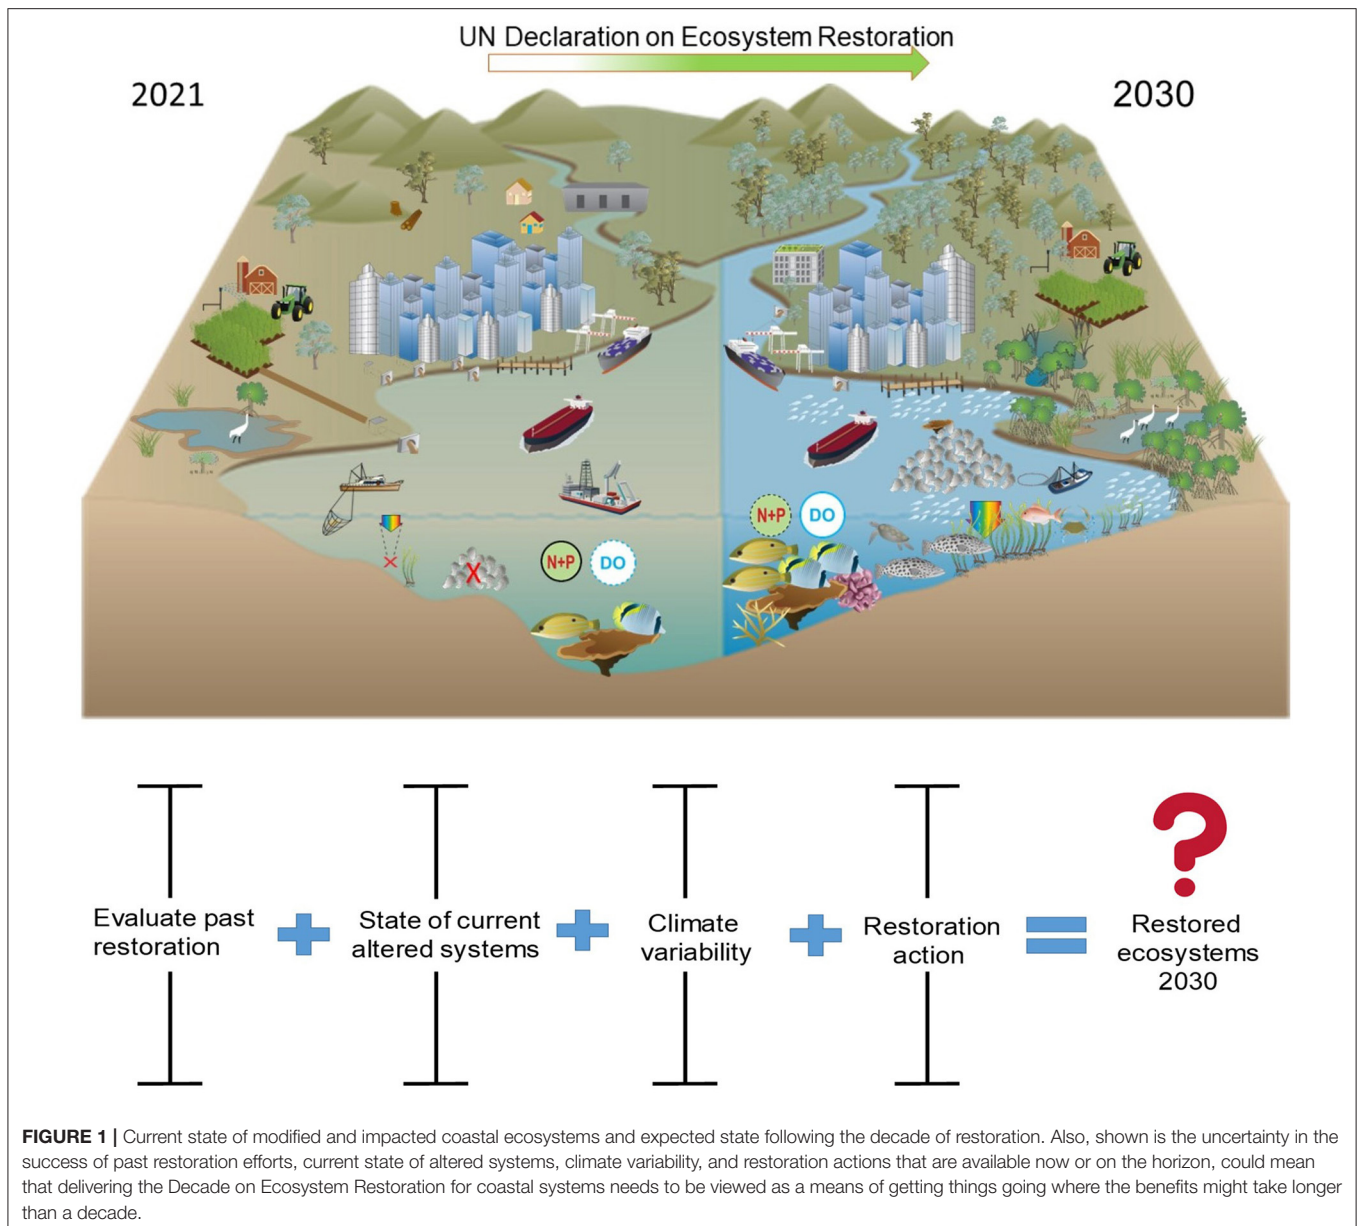 UN Declaration on Ecosystem Restoration
2021
2030
N+P
DO
N+P
DO
Evaluate past
restoration
State of current
altered systems
Climate
variability
Restoration
action
?
Restored
ecosystems
2030
FIGURE 1 | Current state of modified and impacted coastal ecosystems and expected state following the decade of restoration. Also, shown is the uncertainty in the
success of past restoration efforts, current state of altered systems, climate variability, and restoration actions that are available now or on the horizon, could mean
that delivering the Decade on Ecosystem Restoration for coastal systems needs to be viewed as a means of getting things going where the benefits might take longer
than a decade.